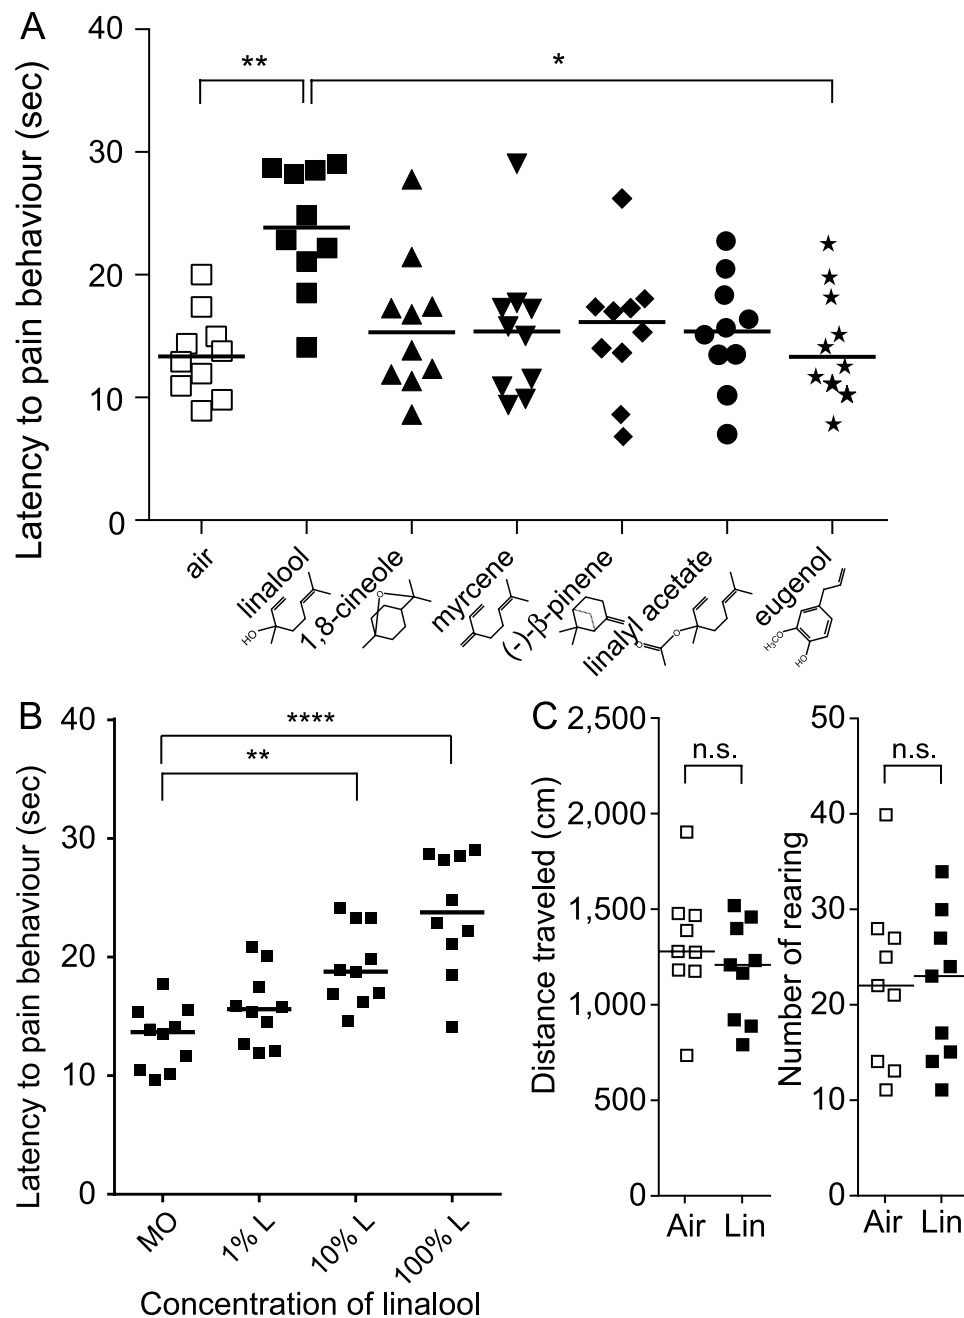 A
40
30
20
10
0
Latency to pain behaviour (sec)
**
*
air
linalool
1,8-cineole
myrcene
(-)-β-pinene
linalyl acetate
eugenol
HO
O
O
O
H₃CO
HO
B
40
30
20
10
0
Latency to pain behaviour (sec)
****
**
MO
1% L
10% L
100% L
Concentration of linalool
C
2,500
2,000
1,500
1,000
500
0
Distance traveled (cm)
n.s.
Air Lin
50
40
30
20
10
0
Number of rearing
n.s.
Air Lin